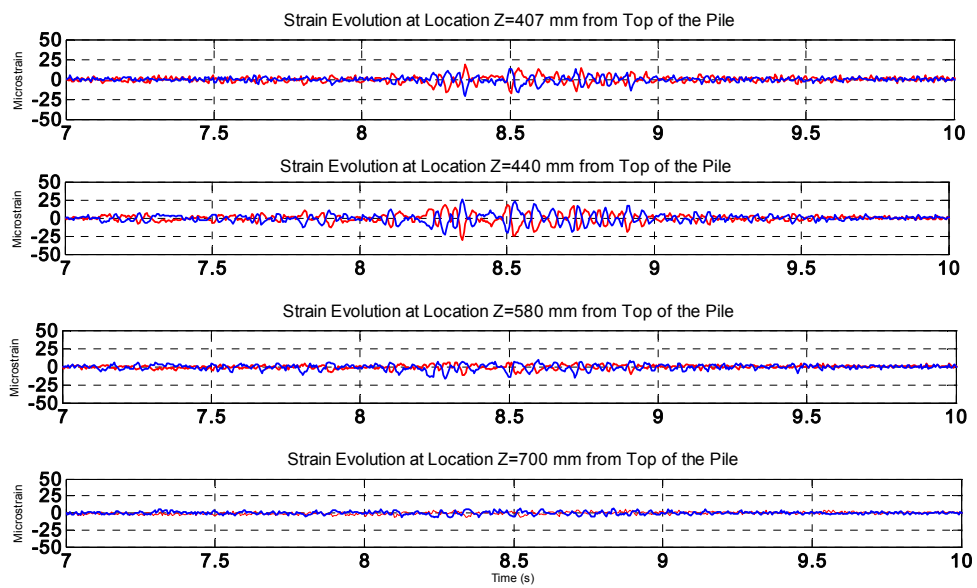 Strain Evolution at Location Z=407 mm from Top of the Pile
50
25
0
-25
-50
Microstrain
7 7.5 8 8.5 9 9.5 10
Strain Evolution at Location Z=440 mm from Top of the Pile
50
25
0
-25
-50
Microstrain
7 7.5 8 8.5 9 9.5 10
Strain Evolution at Location Z=580 mm from Top of the Pile
50
25
0
-25
-50
Microstrain
7 7.5 8 8.5 9 9.5 10
Strain Evolution at Location Z=700 mm from Top of the Pile
50
25
0
-25
-50
Microstrain
7 7.5 8 8.5 9 9.5 10
Time (s)